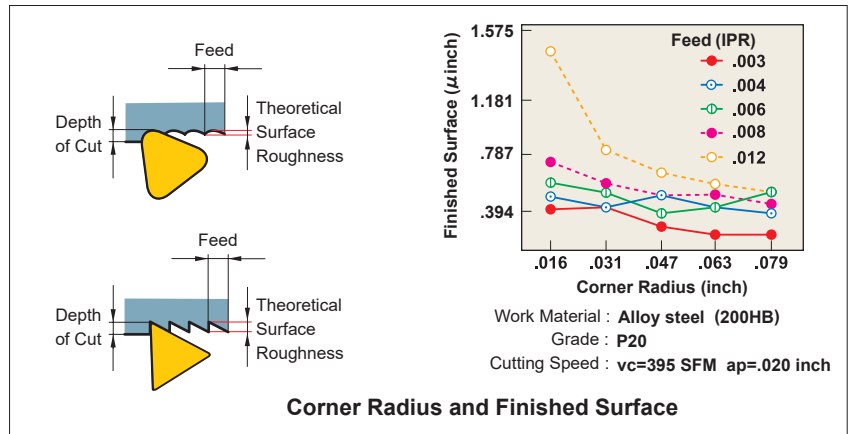 Feed
Depth
of Cut
Theoretical
Surface
Roughness
Feed
Depth
of Cut
Theoretical
Surface
Roughness
Finished Surface (μinch)
1.575
1.181
.787
.394
Feed (IPR)
.003
.004
.006
.008
.012
.016 .031 .047 .063 .079
Corner Radius (inch)
Work Material : Alloy steel (200HB)
Grade : P20
Cutting Speed : vc=395 SFM ap=.020 inch
Corner Radius and Finished Surface